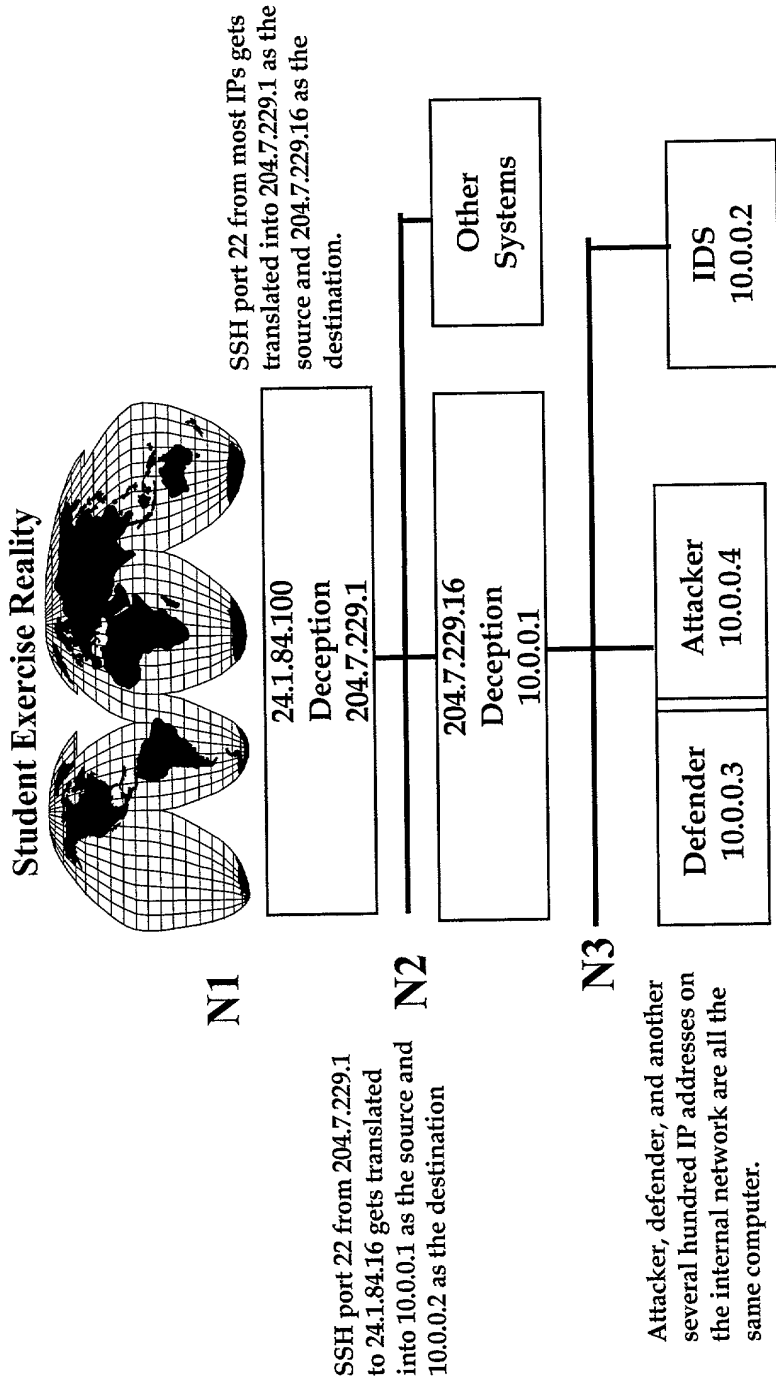 Student Exercise Reality
SSH port 22 from most IPs gets
translated into 204.7.229.1 as the
source and 204.7.229.16 as the
destination.
N1
24.1.84.100
Deception
204.7.229.1
SSH port 22 from 204.7.229.1
to 24.1.84.16 gets translated
into 10.0.0.1 as the source and
10.0.0.2 as the destination
N2
204.7.229.16
Deception
10.0.0.1
Other
Systems
N3
Attacker, defender, and another
several hundred IP addresses on
the internal network are all the
same computer.
Defender
10.0.0.3
Attacker
10.0.0.4
IDS
10.0.0.2